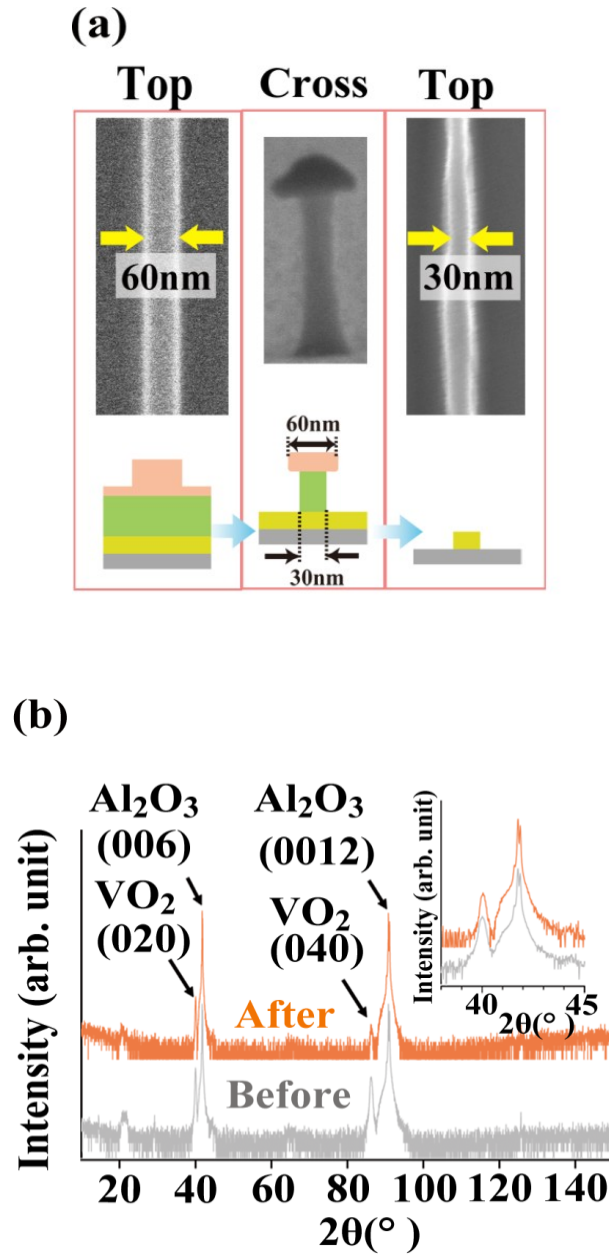 (a)
Top Cross Top
60nm 30nm
60nm
30nm
(b)
Al₂O₃
(006)
VO₂
(020)
Al₂O₃
(0012)
VO₂
(040)
After
Before
Intensity (arb. unit)
20 40 60 80 100 120 140
2θ(° )
Intensity (arb. unit)
40 45
2θ(° )